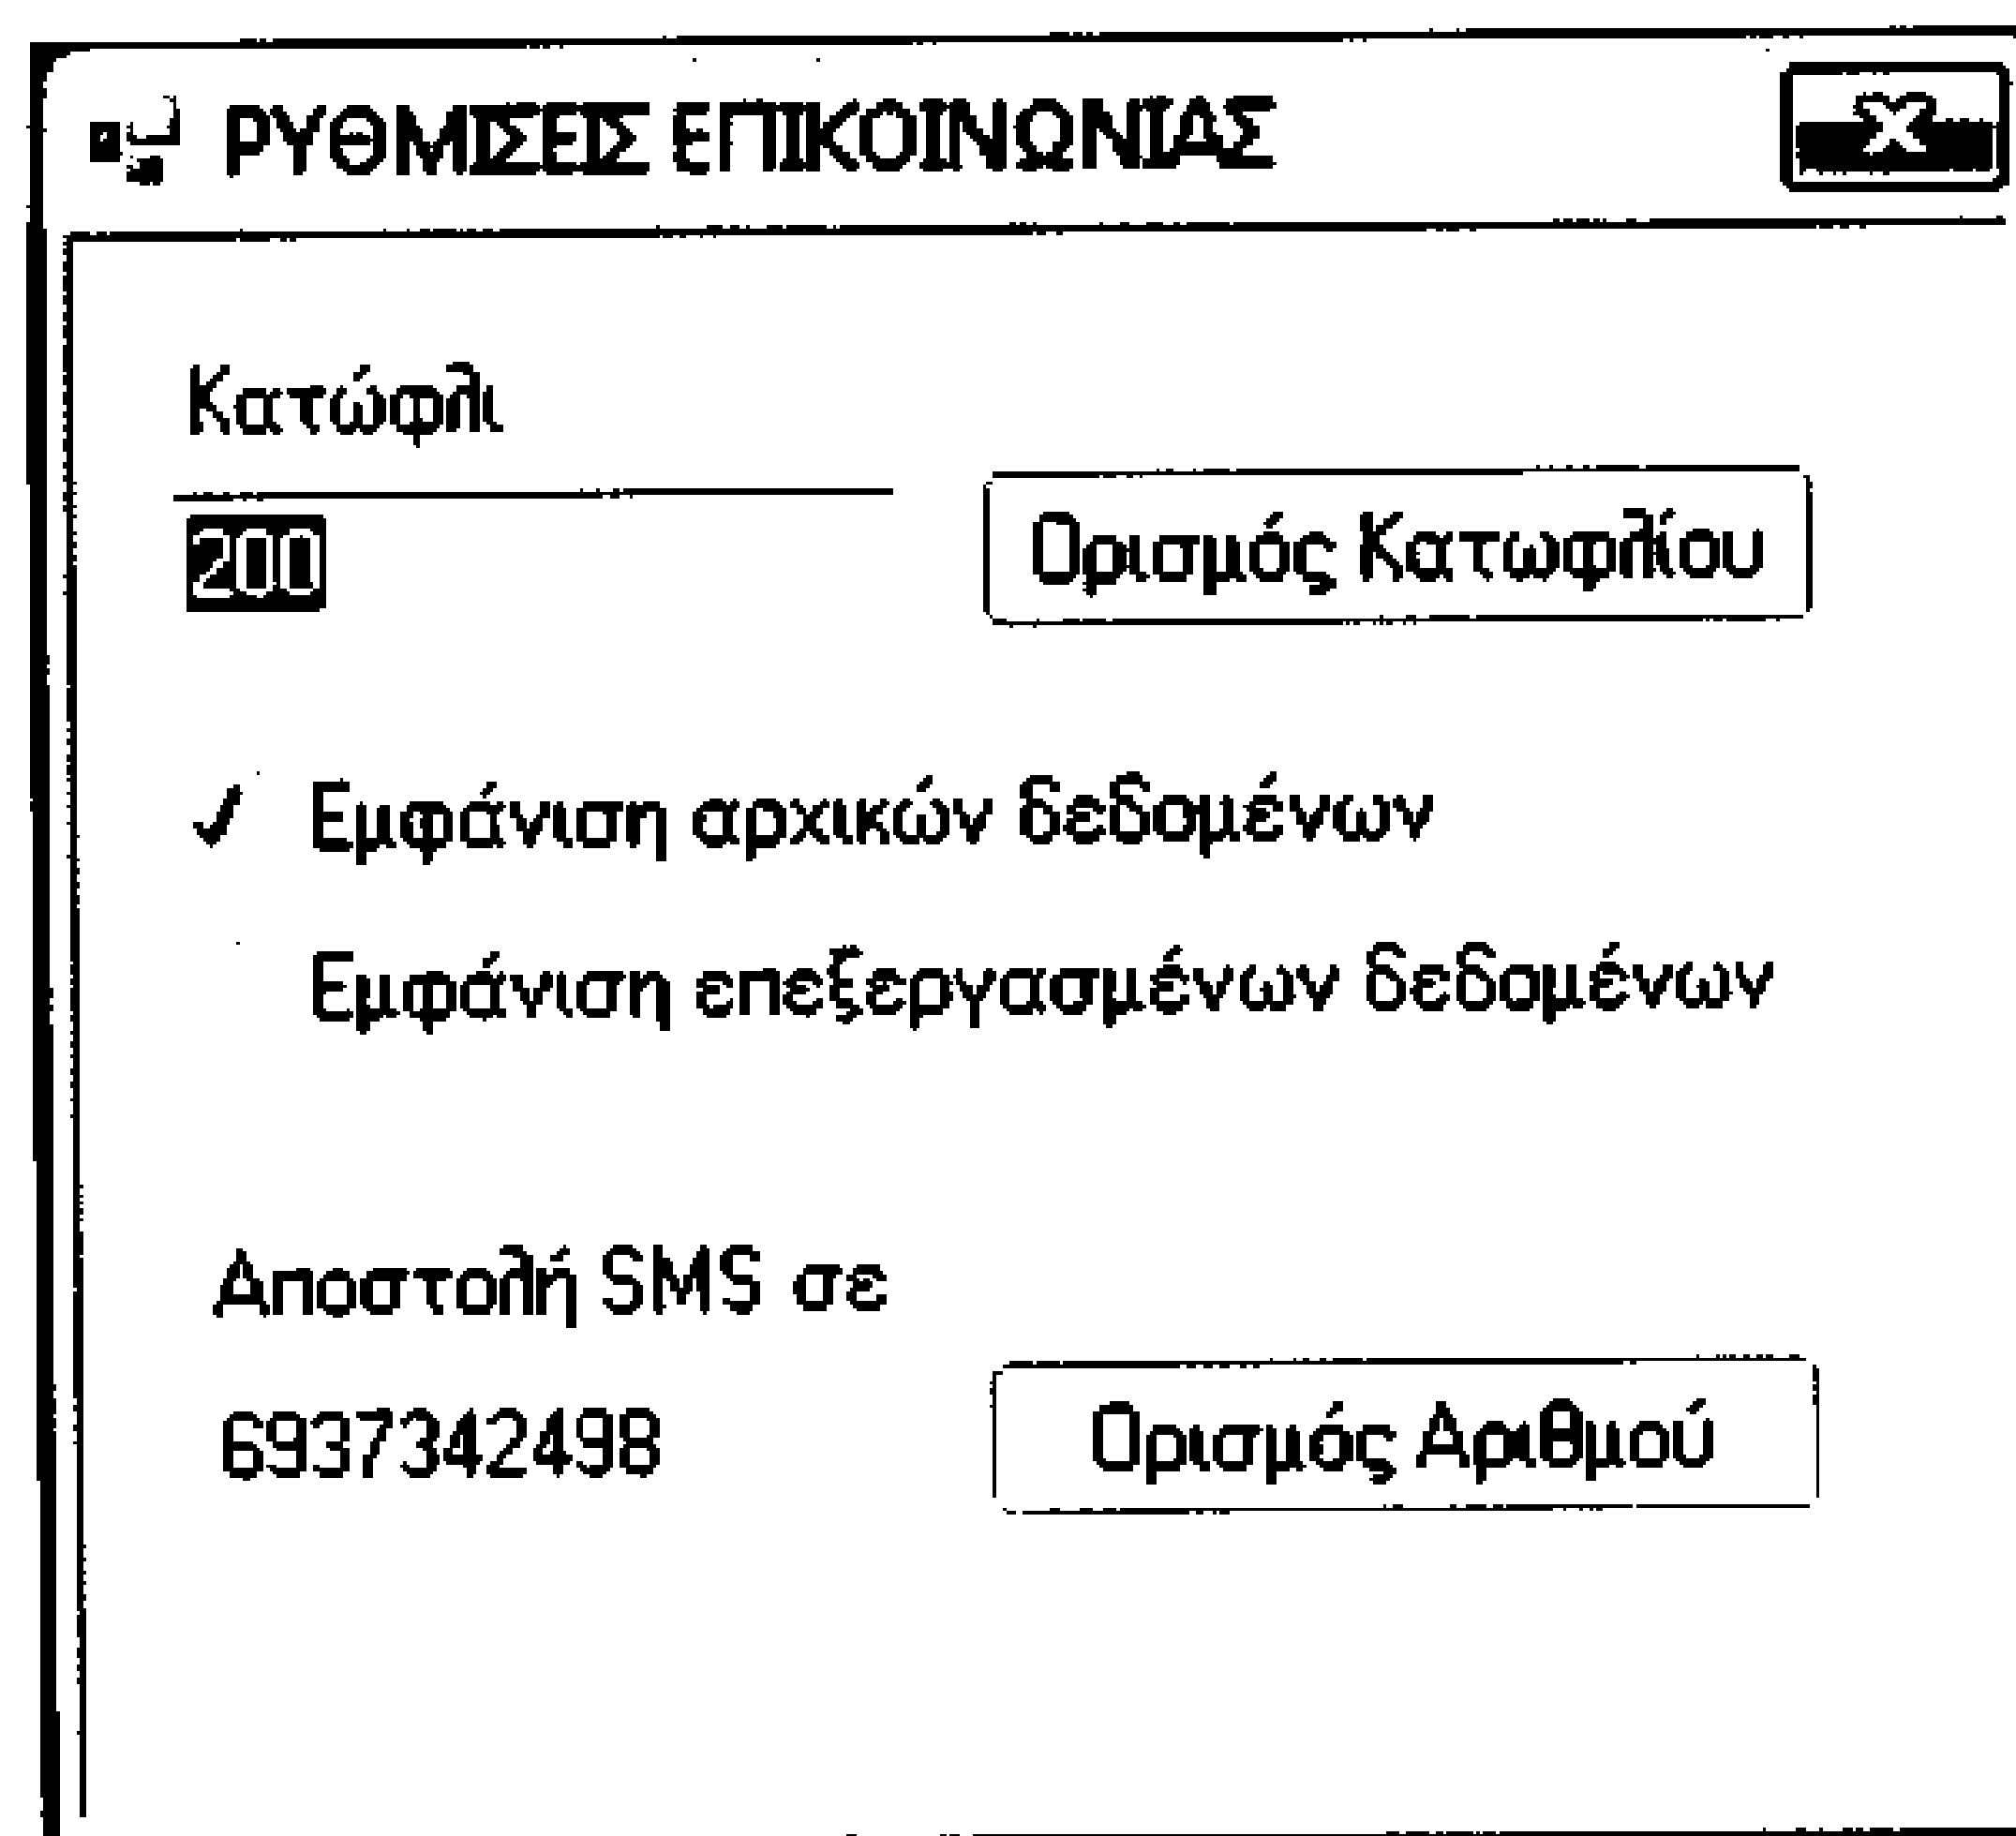 ΡΥΘΜΙΣΕΙΣ ΕΠΙΚΟΙΝΩΝΙΑΣ
Κατώφλι
200
Ορισμός Κατωφλίου
Εμφάνιση αρχικών δεδομένων
Εμφάνιση επεξεργασμένων δεδομένων
Αποστολή SMS σε
6937342498
Ορισμός Αριθμού